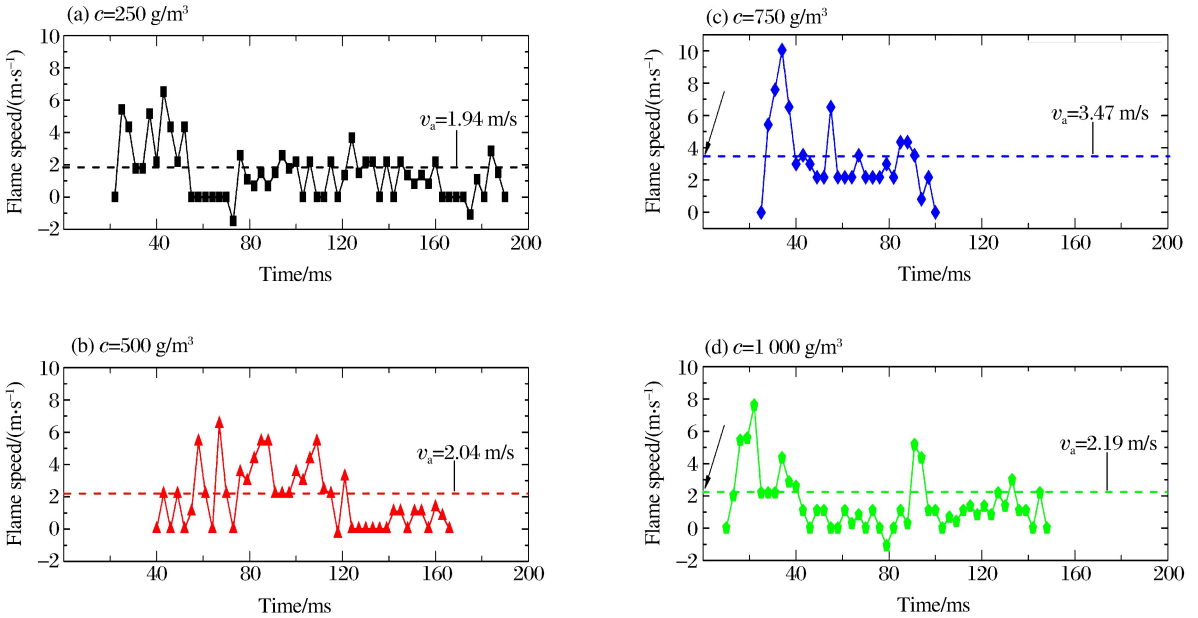 (a) c=250 g/m³
10
8
6
4
2
0
−2
Flame speed/(m·s⁻¹)
vₐ=1.94 m/s
40 80 120 160 200
Time/ms
(b) c=500 g/m³
10
8
6
4
2
0
−2
Flame speed/(m·s⁻¹)
vₐ=2.04 m/s
40 80 120 160 200
Time/ms
(c) c=750 g/m³
10
8
6
4
2
0
Flame speed/(m·s⁻¹)
vₐ=3.47 m/s
40 80 120 160 200
Time/ms
(d) c=1 000 g/m³
10
8
6
4
2
0
−2
Flame speed/(m·s⁻¹)
vₐ=2.19 m/s
40 80 120 160 200
Time/ms